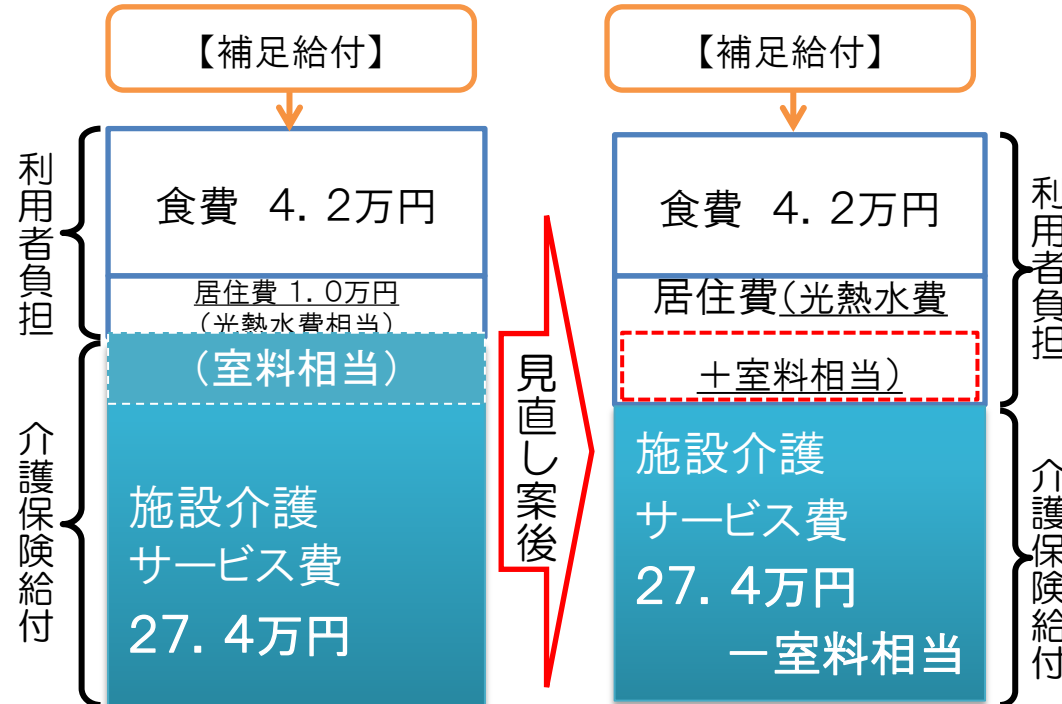 【補足給付】
利用者負担
食費　4．2万円
居住費 1．0万円
（光熱水費相当）
（室料相当）
介護保険給付
施設介護
サービス費
27．4万円
見直し案後
【補足給付】
食費　4．2万円
居住費（光熱水費
＋室料相当）
利用者負担
施設介護
サービス費
27．4万円
－室料相当
介護保険給付